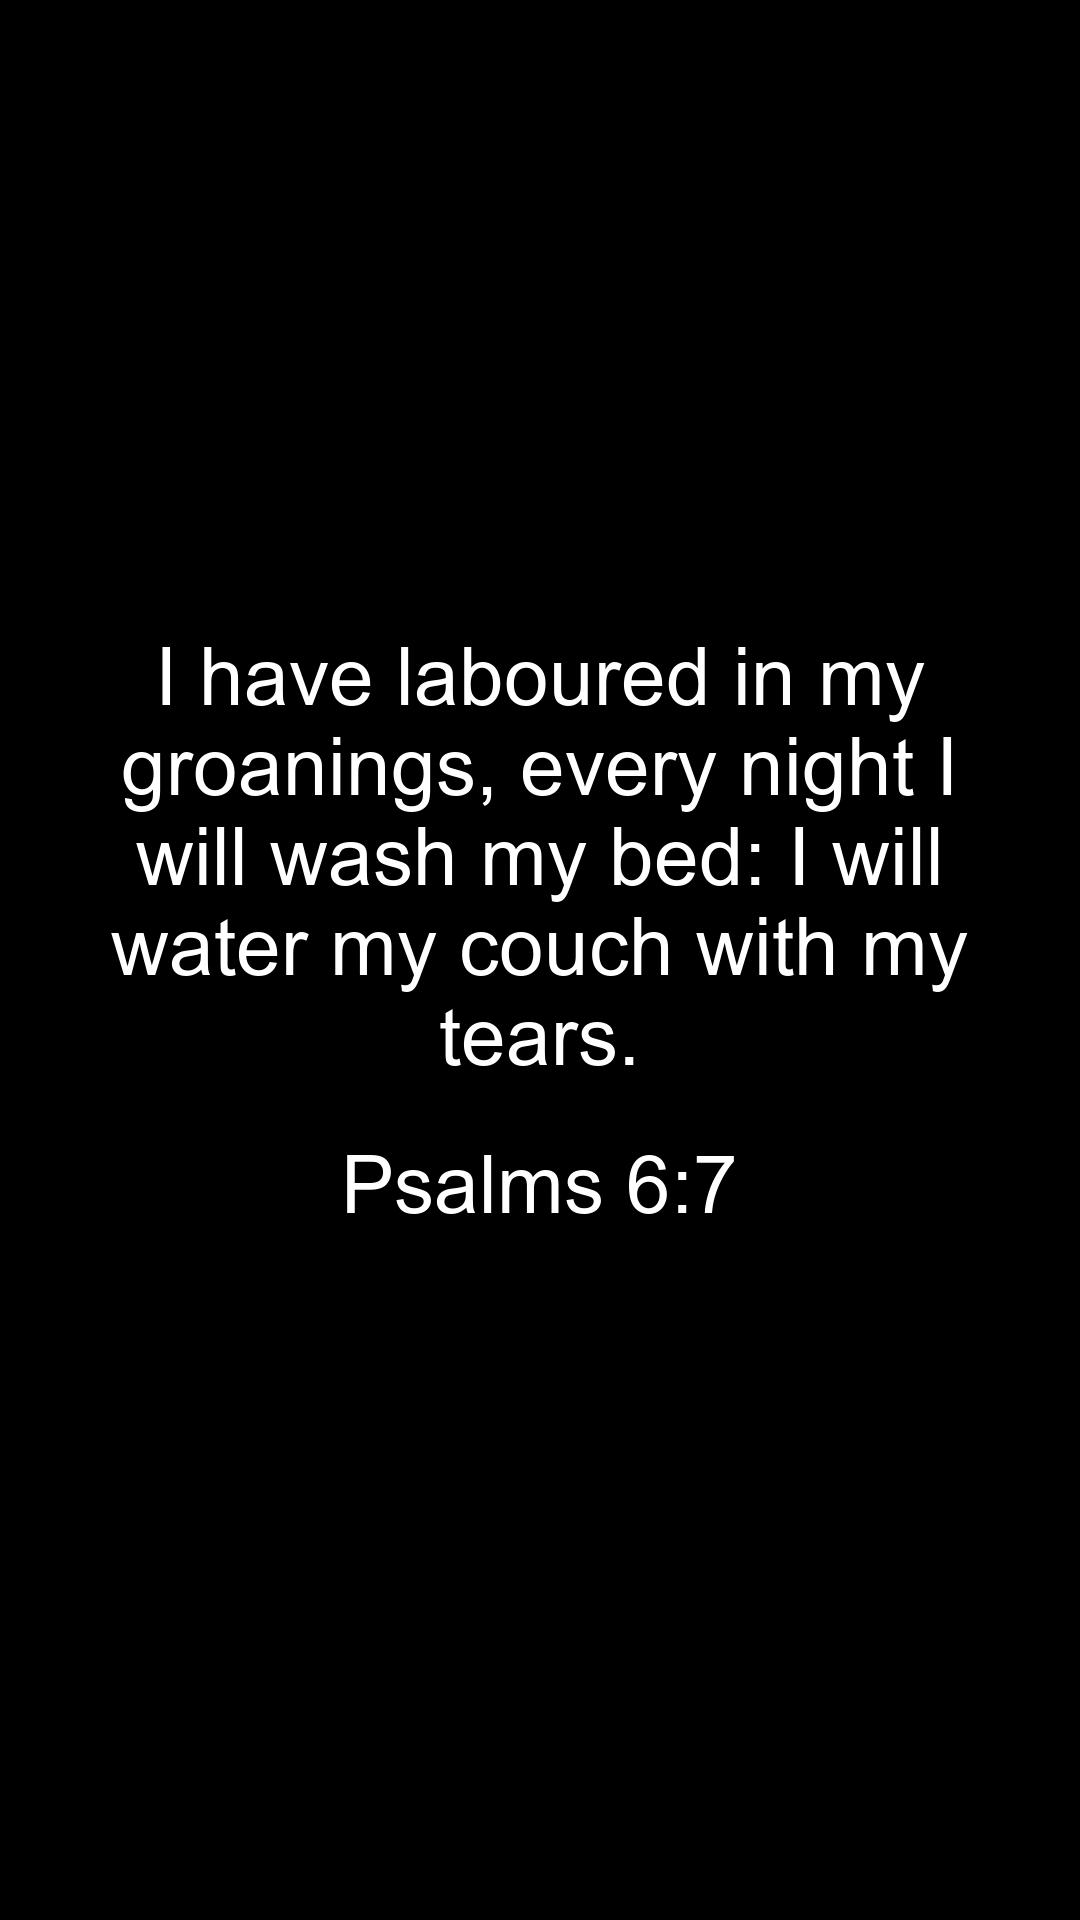 I have laboured in my
groanings, every night I
will wash my bed: I will
water my couch with my
tears.
Psalms 6:7